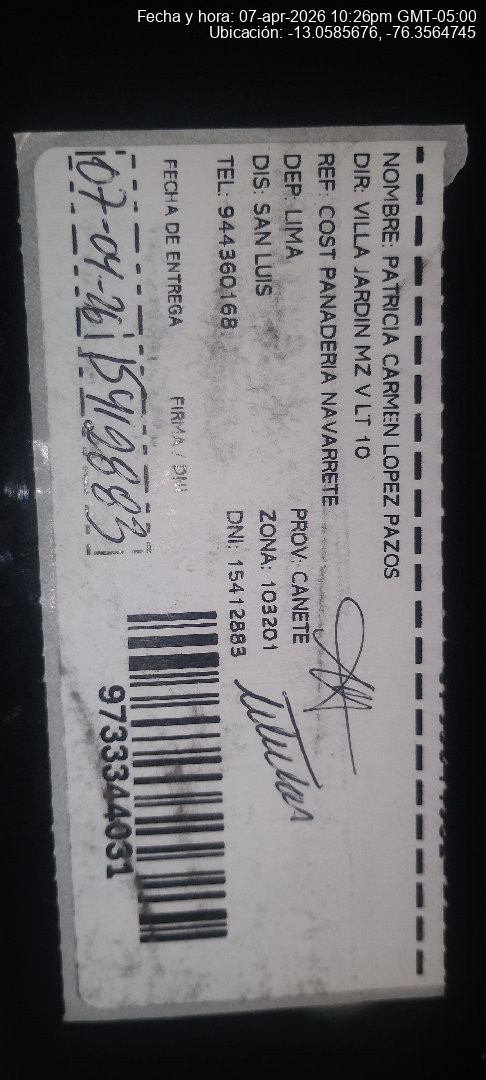 Fecha y hora: 07-apr-2026 10:26pm GMT-05:00
Ubicación: -13.0585676, -76.3564745
NOMBRE: PATRICIA CARMEN LOPEZ PAZOS
DIR: VILLA JARDIN MZ V LT 10
REF: COST PANADERIA NAVARRETE
DEP: LIMA PROV: CANETE
DIS: SAN LUIS ZONA: 103201
TEL: 944360168 DNI: 15412883
Titular
FECHA DE ENTREGA FIRMA / DNI
07-04-26 15412883
9733344031